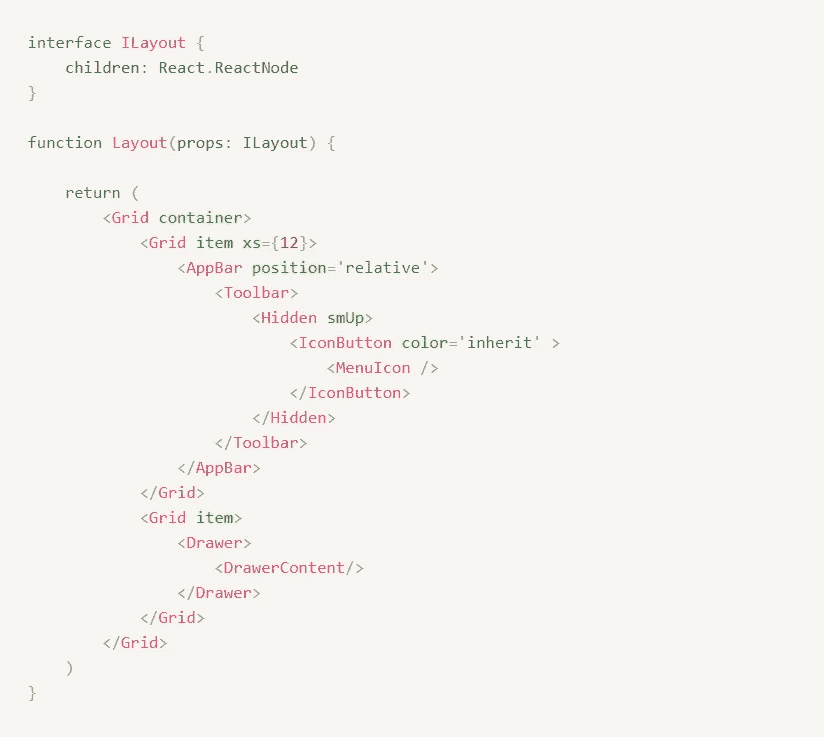 interface ILayout {
    children: React.ReactNode
}

function Layout(props: ILayout) {

    return (
        <Grid container>
            <Grid item xs={12}>
                <AppBar position='relative'>
                    <Toolbar>
                        <Hidden smUp>
                            <IconButton color='inherit' >
                                <MenuIcon />
                            </IconButton>
                        </Hidden>
                    </Toolbar>
                </AppBar>
            </Grid>
            <Grid item>
                <Drawer>
                    <DrawerContent/>
                </Drawer>
            </Grid>
        </Grid>
    )
}